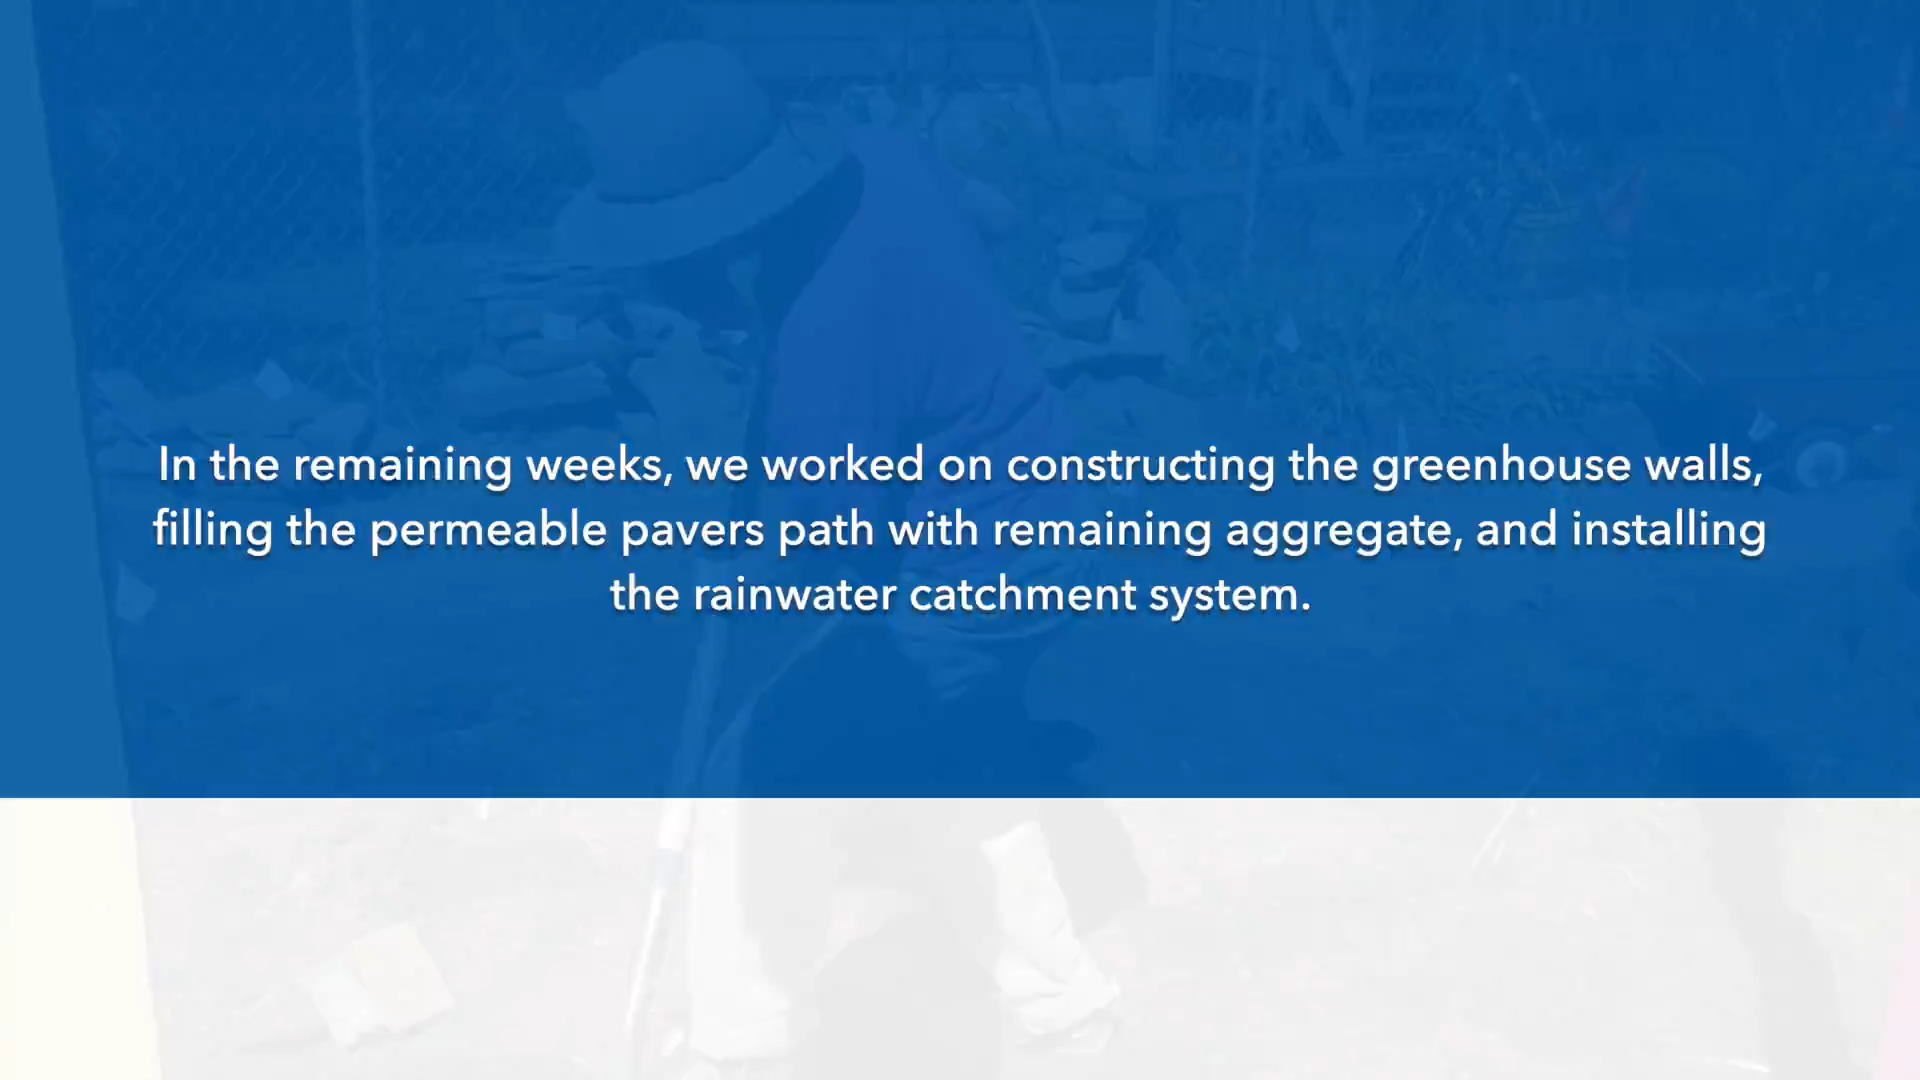 In the remaining weeks, we worked on constructing the greenhouse walls,
filling the permeable pavers path with remaining aggregate, and installing
the rainwater catchment system.